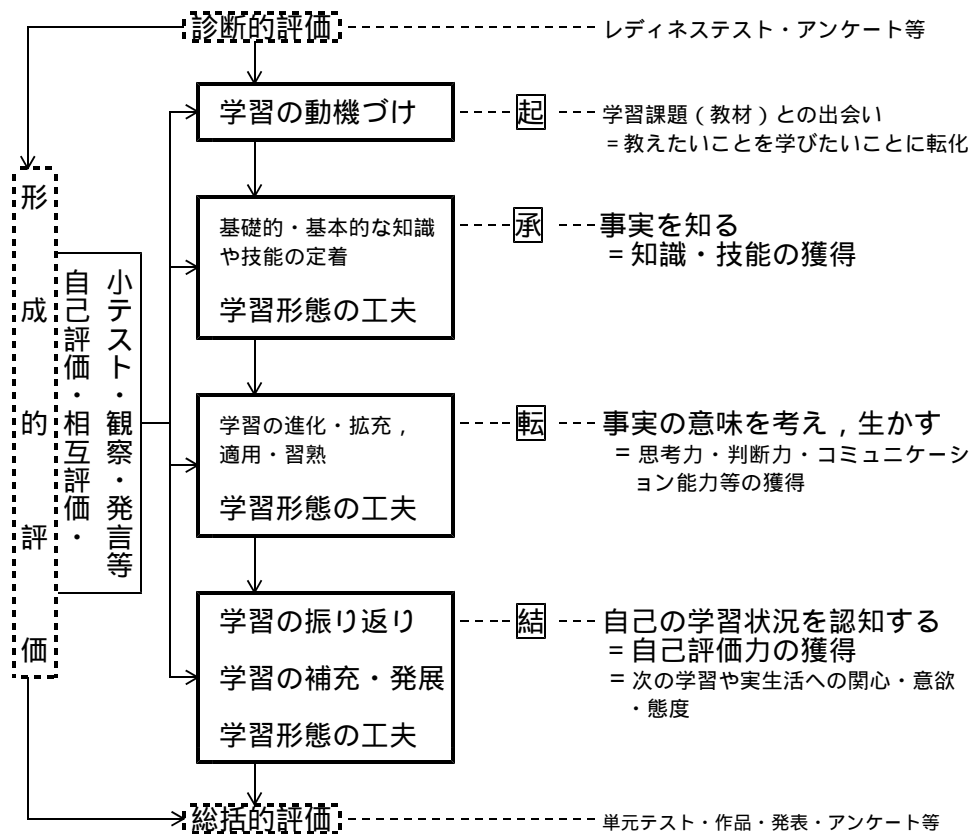 診断的評価
レディネステスト・アンケート等
学習の動機づけ
起
学習課題(教材)との出会い
=教えたいことを学びたいことに転化
形成的評価
小テスト・観察・発言等
自己評価・相互評価・
基礎的・基本的な知識
や技能の定着
学習形態の工夫
承
事実を知る
=知識・技能の獲得
学習の進化・拡充,
適用・習熟
学習形態の工夫
転
事実の意味を考え,生かす
=思考力・判断力・コミュニケーシ
ョン能力等の獲得
学習の振り返り
学習の補充・発展
学習形態の工夫
結
自己の学習状況を認知する
=自己評価力の獲得
=次の学習や実生活への関心・意欲
・態度
総括的評価
単元テスト・作品・発表・アンケート等